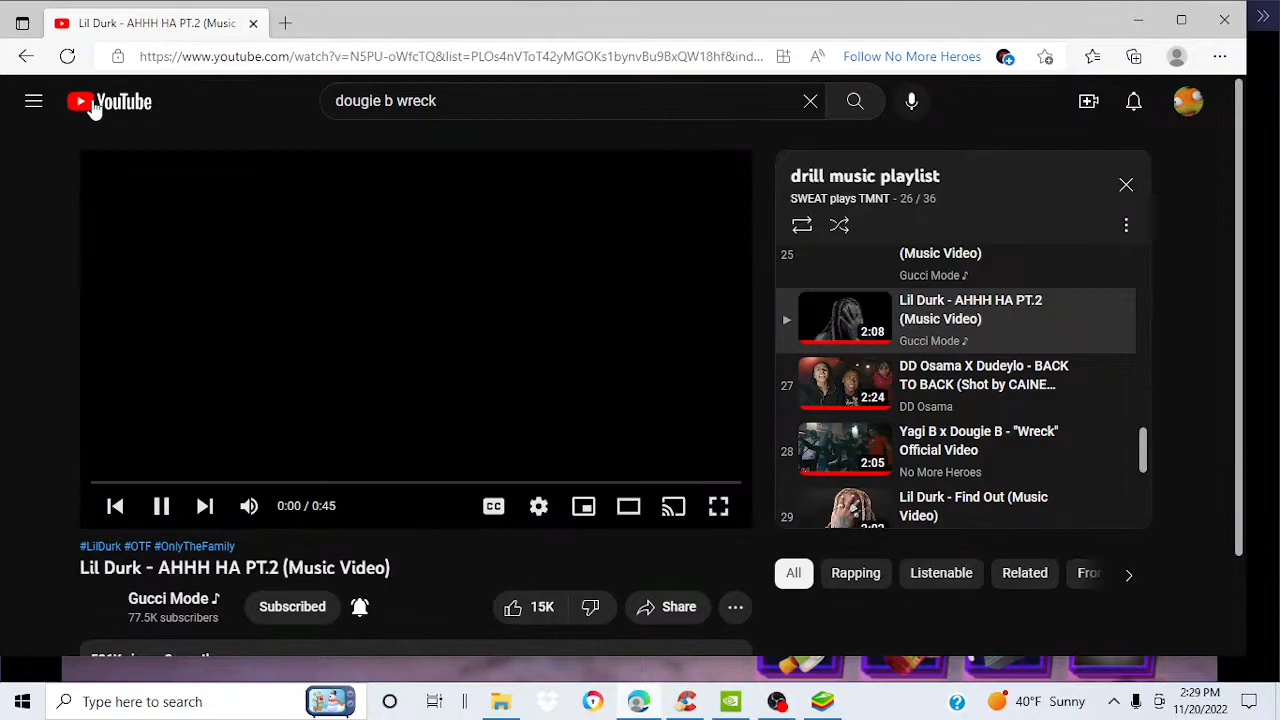 Lil Durk - AHHH HA PT.2 (Music
https://www.youtube.com/watch?v=N5PU-oWfcTQ&list=PLOs4nVToT42yMGOKs1bynvBu9BxQW18hf&ind...
Follow No More Heroes
YouTube
dougie b wreck
drill music playlist
SWEAT plays TMNT - 26 / 36
25
(Music Video)
Gucci Mode♪
2:08
Lil Durk - AHHH HA PT.2
(Music Video)
Gucci Mode♪
27
2:24
DD Osama X Dudeylo - BACK
TO BACK (Shot by CAINE...
DD Osama
28
2:05
Yagi B x Dougie B - "Wreck"
Official Video
No More Heroes
29
Lil Durk - Find Out (Music
Video)
0:00 / 0:45
CC
#LilDurk #OTF #OnlyTheFamily
Lil Durk - AHHH HA PT.2 (Music Video)
Gucci Mode♪
77.5K subscribers
Subscribed
15K
Share
All
Rapping
Listenable
Related
Type here to search
40°F Sunny
2:29 PM
11/20/2022